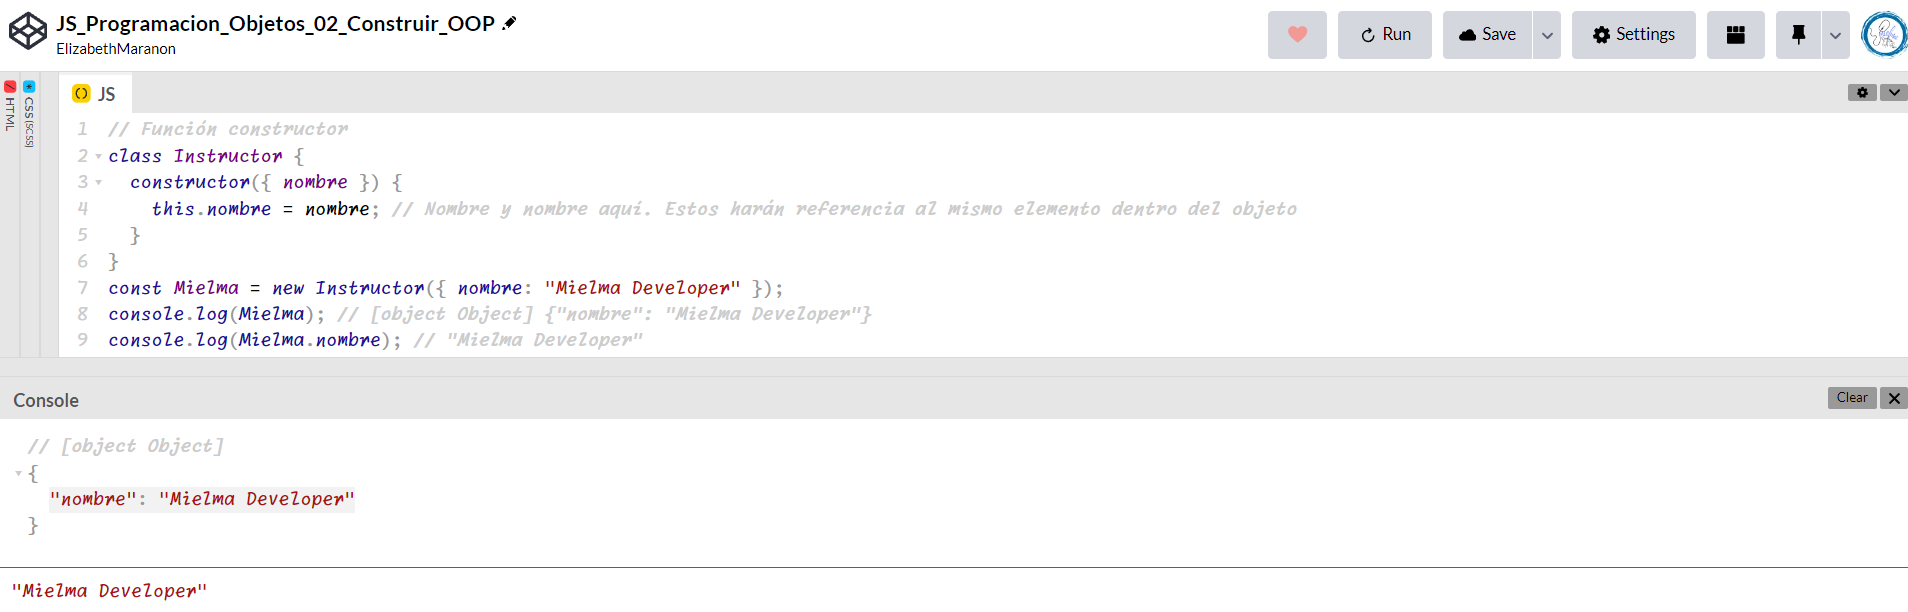 JS_Programacion_Objetos_02_Construir_OOP
ElizabethMaranon
Run
Save
Settings
HTML
CSS (SCSS)
JS
1 // Función constructor
2 class Instructor {
3 constructor({ nombre }) {
4 this.nombre = nombre; // Nombre y nombre aquí. Estos harán referencia al mismo elemento dentro del objeto
5 }
6 }
7 const Mielma = new Instructor({ nombre: "Mielma Developer" });
8 console.log(Mielma); // [object Object] {"nombre": "Mielma Developer"}
9 console.log(Mielma.nombre); // "Mielma Developer"
Console
Clear
// [object Object]
{
"nombre": "Mielma Developer"
}
"Mielma Developer"